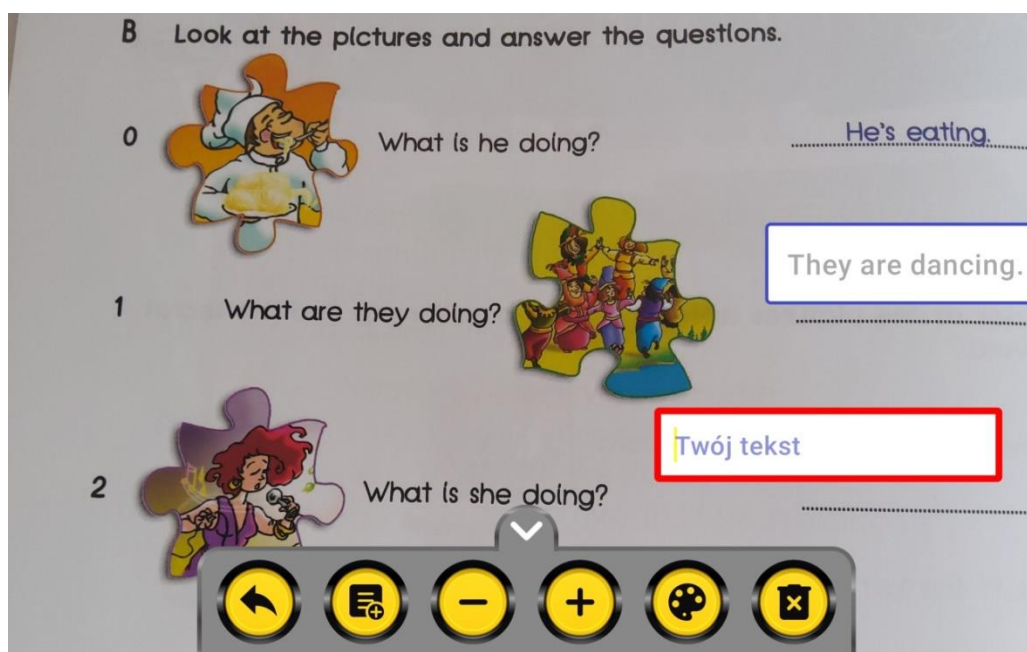 B Look at the pictures and answer the questions.
0 What is he doing? He's eating.
They are dancing.
1 What are they doing?
Twój tekst
2 What is she doing?